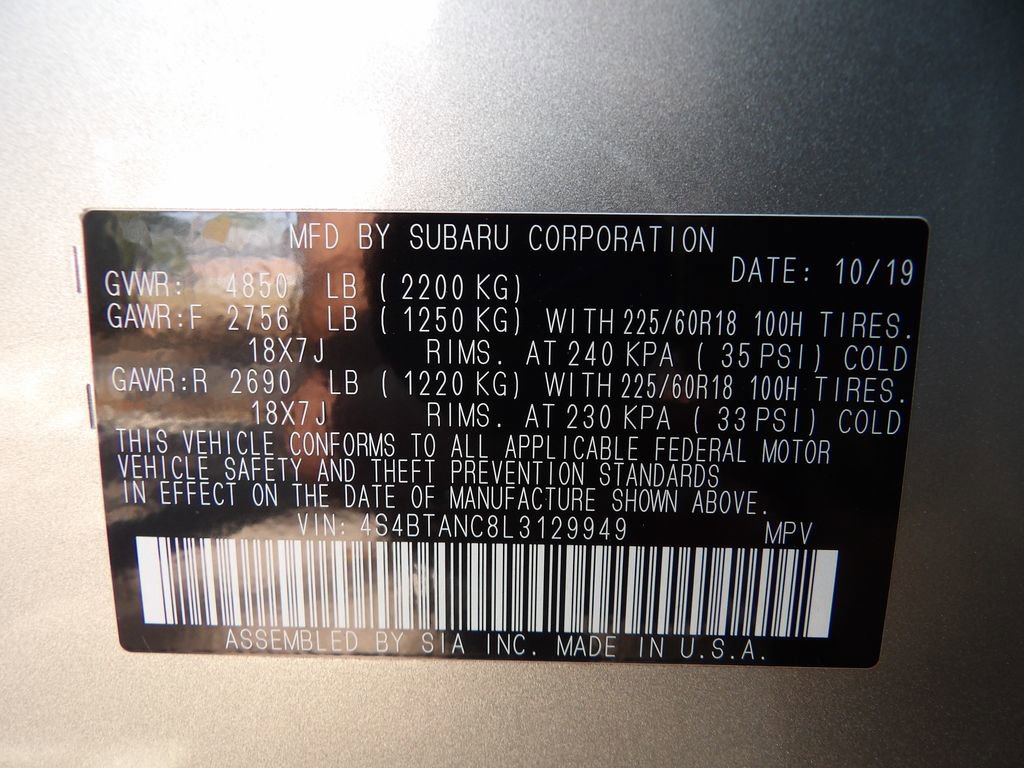 MFD BY SUBARU CORPORATION
DATE: 10/19
GVWR: 4850 LB ( 2200 KG)
GAWR:F 2756 LB ( 1250 KG) WITH 225/60R18 100H TIRES.
18X7J RIMS. AT 240 KPA ( 35 PSI) COLD
GAWR:R 2690 LB ( 1220 KG) WITH 225/60R18 100H TIRES.
18X7J RIMS. AT 230 KPA ( 33 PSI) COLD
THIS VEHICLE CONFORMS TO ALL APPLICABLE FEDERAL MOTOR
VEHICLE SAFETY AND THEFT PREVENTION STANDARDS
IN EFFECT ON THE DATE OF MANUFACTURE SHOWN ABOVE.
VIN: 4S4BTANC8L3129949 MPV
ASSEMBLED BY SIA INC. MADE IN U.S.A.